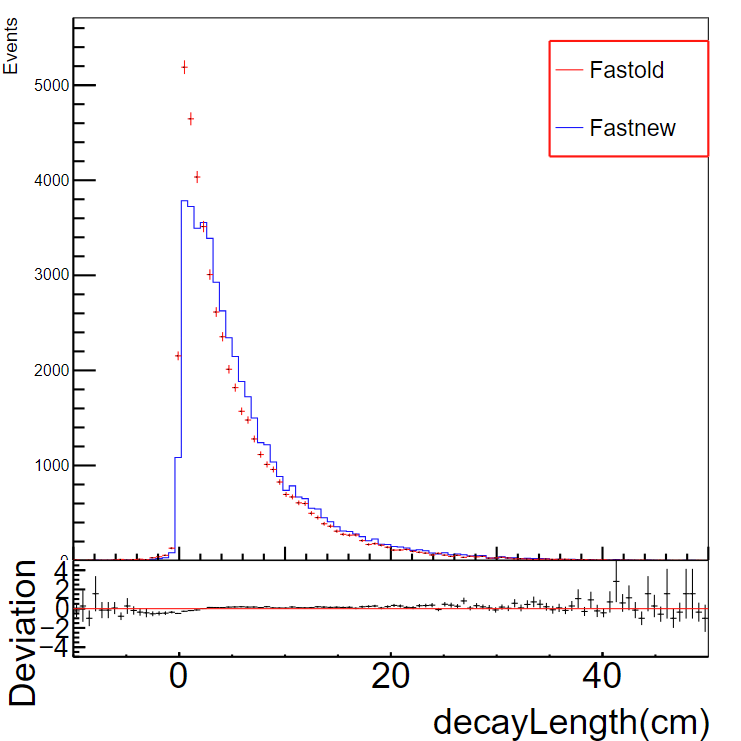 Events
5000
4000
3000
2000
1000
0
Fastold
Fastnew
Deviation
4
2
0
−2
−4
0
20
40
decayLength(cm)